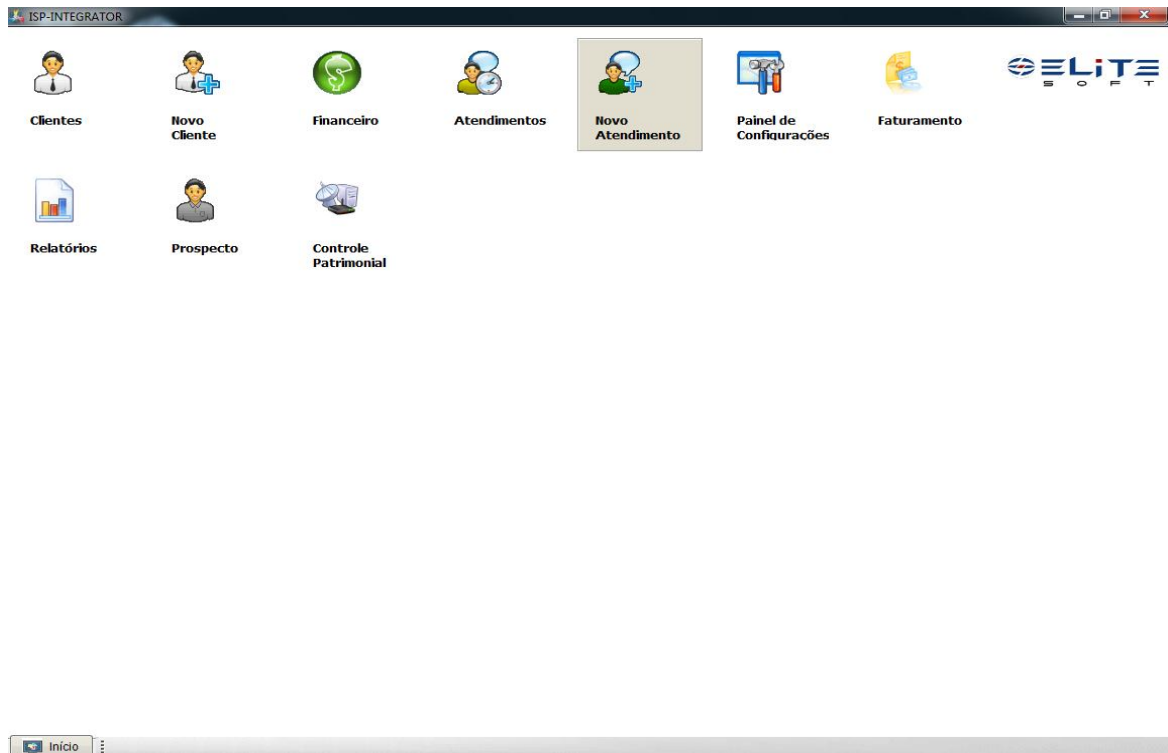 ISP-INTEGRATOR
Clientes
Novo
Cliente
Financeiro
Atendimentos
Novo
Atendimento
Painel de
Configurações
Faturamento
ELiTE
SOFT
Relatórios
Prospecto
Controle
Patrimonial
Início